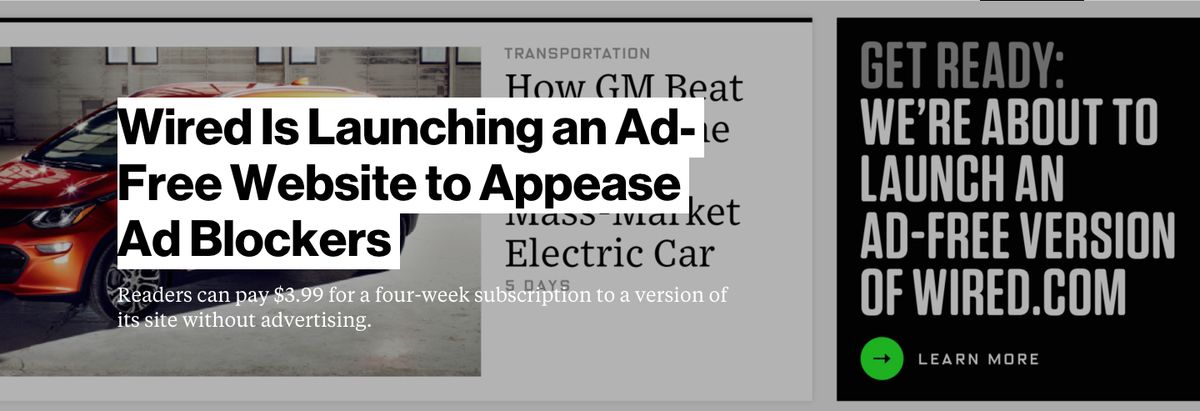 TRANSPORTATION
How GM Beat
Mass-Market
Electric Car
5 DAYS
Wired Is Launching an Ad-
Free Website to Appease
Ad Blockers
Readers can pay $3.99 for a four-week subscription to a version of
its site without advertising.
GET READY:
WE'RE ABOUT TO
LAUNCH AN
AD-FREE VERSION
OF WIRED.COM
LEARN MORE